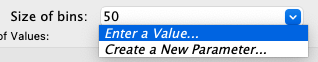 Size of bins: 50
Enter a Value...
of Values:
Create a New Parameter...